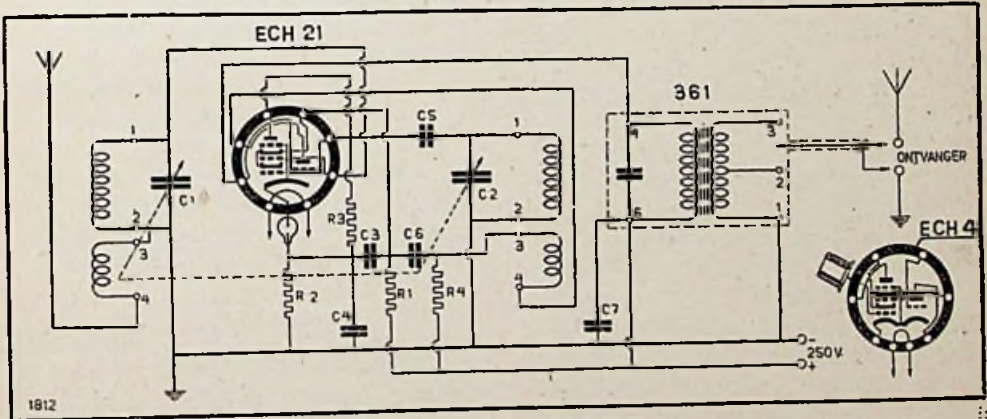 ECH 21
361
1
C1
2
3
4
R3
C3
C6
R2
C4
R1
R4
C5
C2
1
2
3
4
C7
4
6
3
2
1
ONTVANGER
ECH 4
-
250V.
+
1812